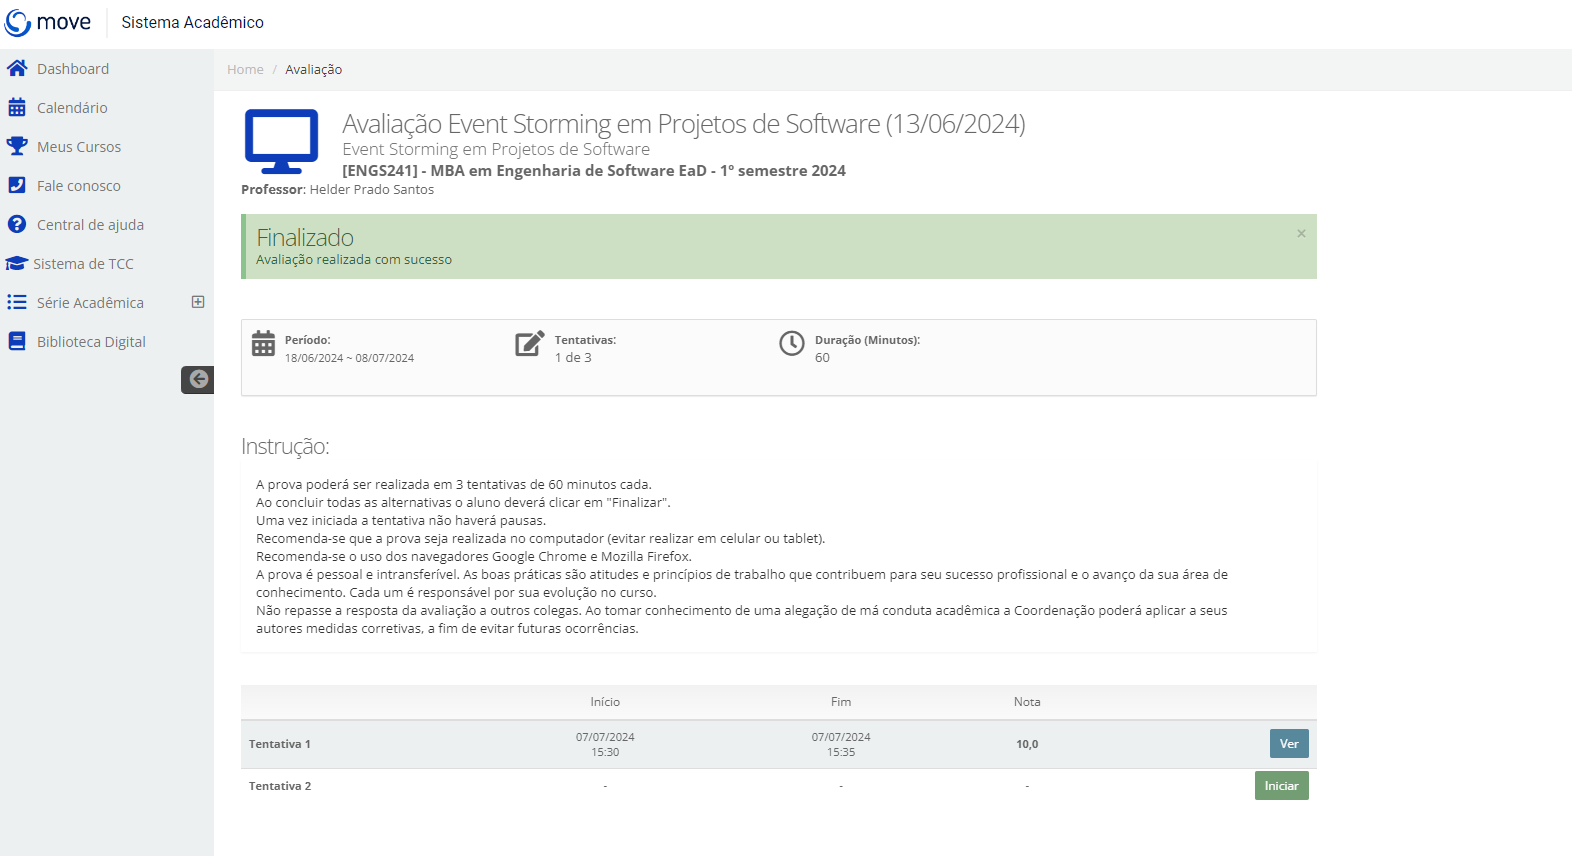 move
Sistema Acadêmico
Dashboard
Calendário
Meus Cursos
Fale conosco
Central de ajuda
Sistema de TCC
Série Acadêmica
Biblioteca Digital
Home / Avaliação
Avaliação Event Storming em Projetos de Software (13/06/2024)
Event Storming em Projetos de Software
[ENGS241] - MBA em Engenharia de Software EaD - 1º semestre 2024
Professor: Helder Prado Santos
Finalizado
×
Avaliação realizada com sucesso
Período:
18/06/2024 ~ 08/07/2024
Tentativas:
1 de 3
Duração (Minutos):
60
Instrução:
A prova poderá ser realizada em 3 tentativas de 60 minutos cada.
Ao concluir todas as alternativas o aluno deverá clicar em "Finalizar".
Uma vez iniciada a tentativa não haverá pausas.
Recomenda-se que a prova seja realizada no computador (evitar realizar em celular ou tablet).
Recomenda-se o uso dos navegadores Google Chrome e Mozilla Firefox.
A prova é pessoal e intransferível. As boas práticas são atitudes e princípios de trabalho que contribuem para seu sucesso profissional e o avanço da sua área de
conhecimento. Cada um é responsável por sua evolução no curso.
Não repasse a resposta da avaliação a outros colegas. Ao tomar conhecimento de uma alegação de má conduta acadêmica a Coordenação poderá aplicar a seus
autores medidas corretivas, a fim de evitar futuras ocorrências.
Início Fim Nota
Tentativa 1 07/07/2024 15:30 07/07/2024 15:35 10,0 Ver
Tentativa 2 - - - Iniciar